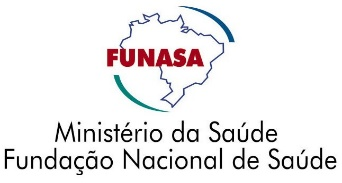 FUNASA
Ministério da Saúde
Fundação Nacional de Saúde